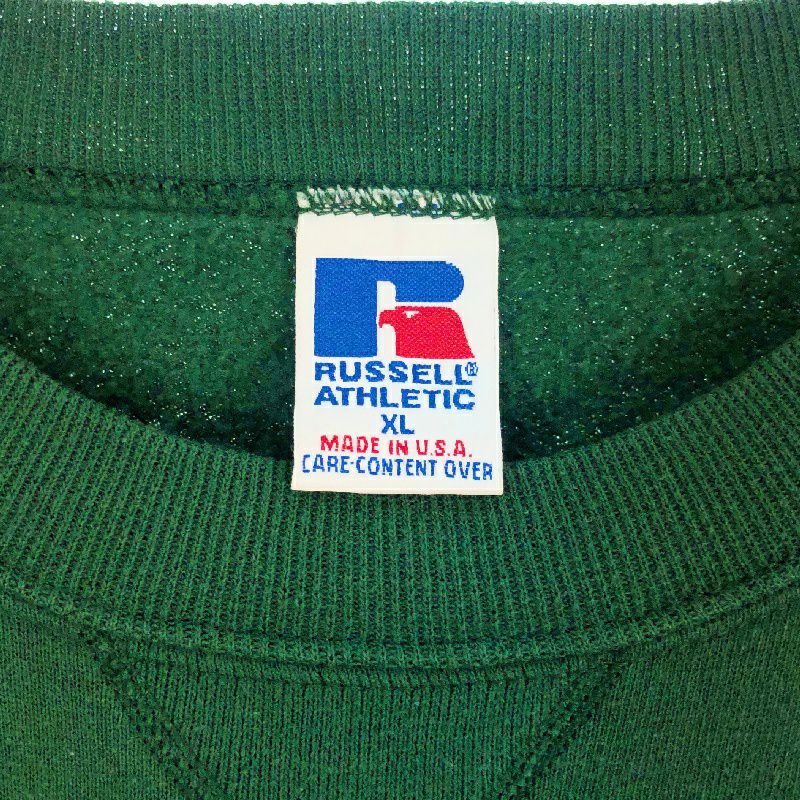 R
RUSSELL®
ATHLETIC
XL
MADE IN U.S.A.
CARE-CONTENT OVER